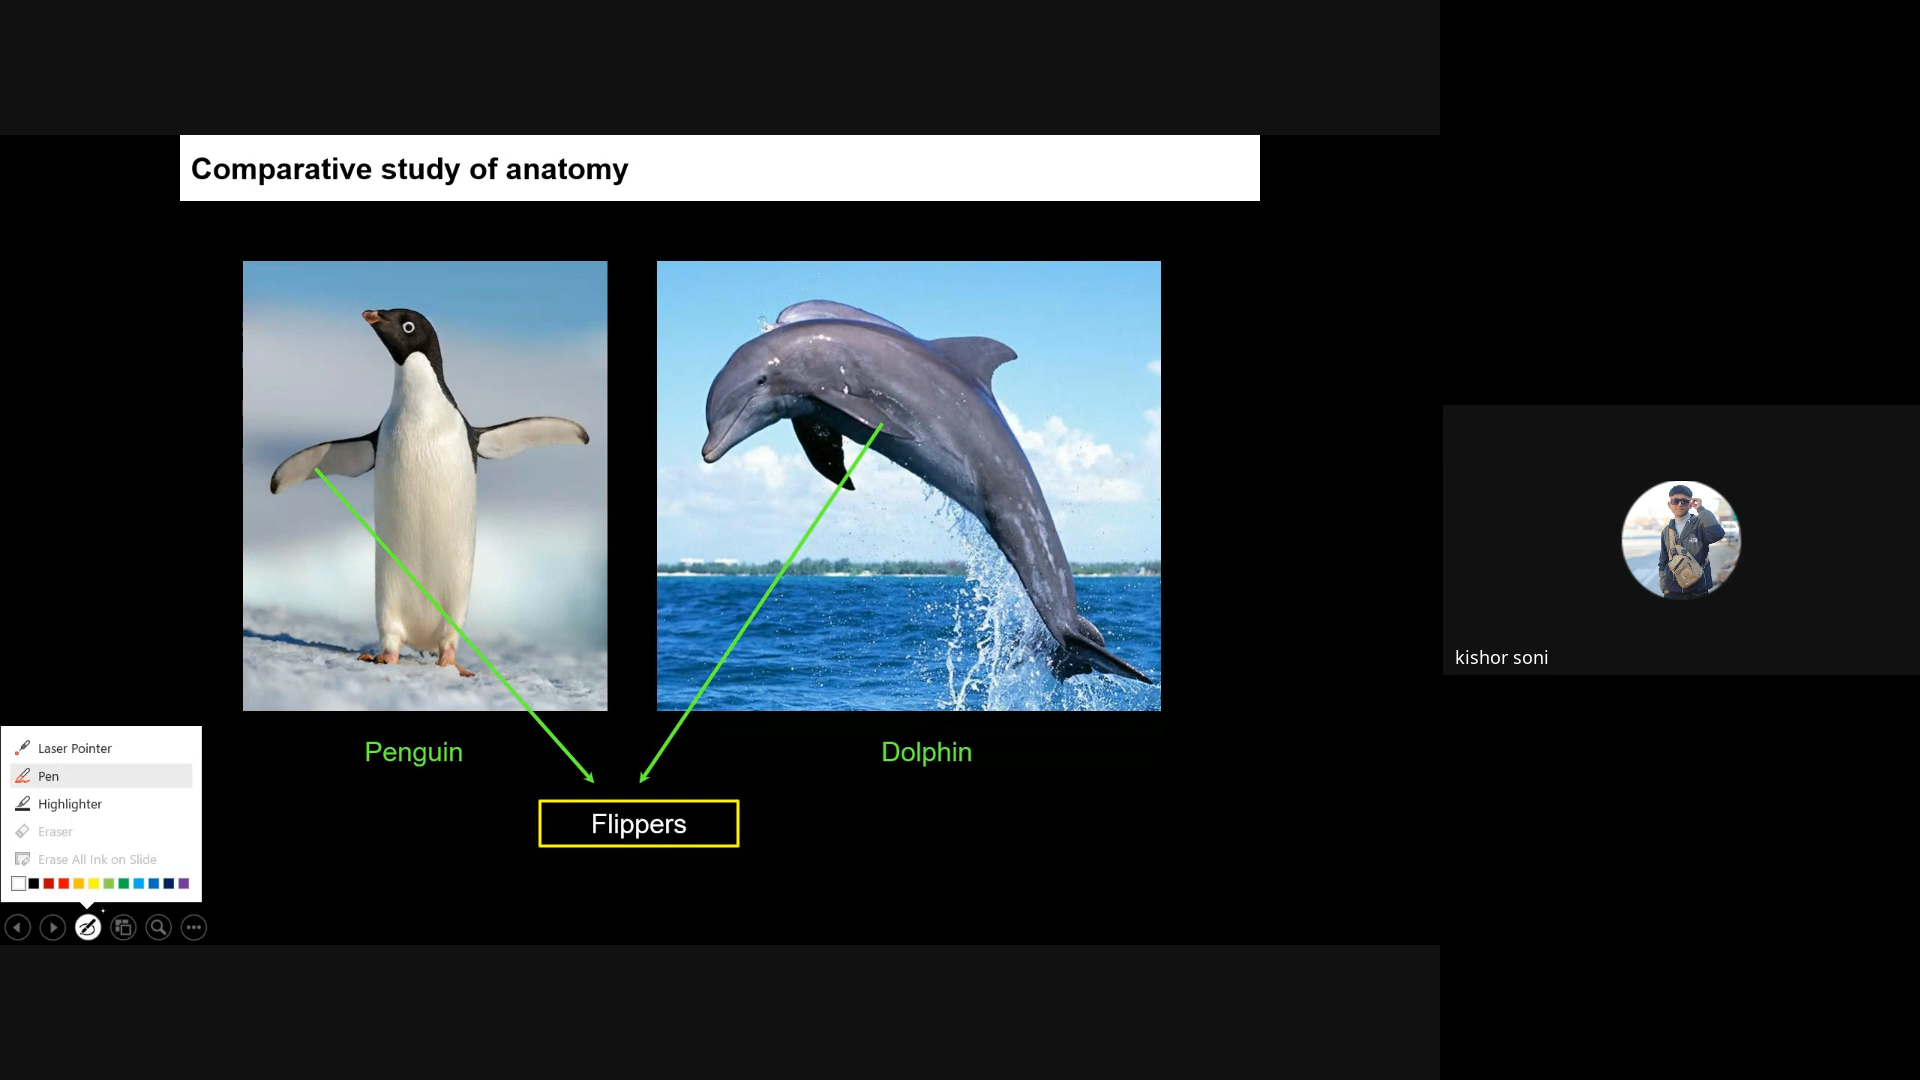 Comparative study of anatomy
Penguin
Dolphin
Flippers
kishor soni
Laser Pointer
Pen
Highlighter
Eraser
Erase All Ink on Slide